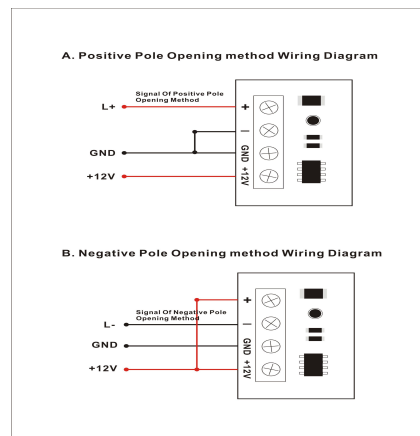 A. Positive Pole Opening method Wiring Diagram
Signal Of Positive Pole
Opening Method
L+
+
−
GND
GND
+12V
+12V
B. Negative Pole Opening method Wiring Diagram
+
Signal Of Negative Pole
Opening Method
L-
−
GND
GND
+12V
+12V